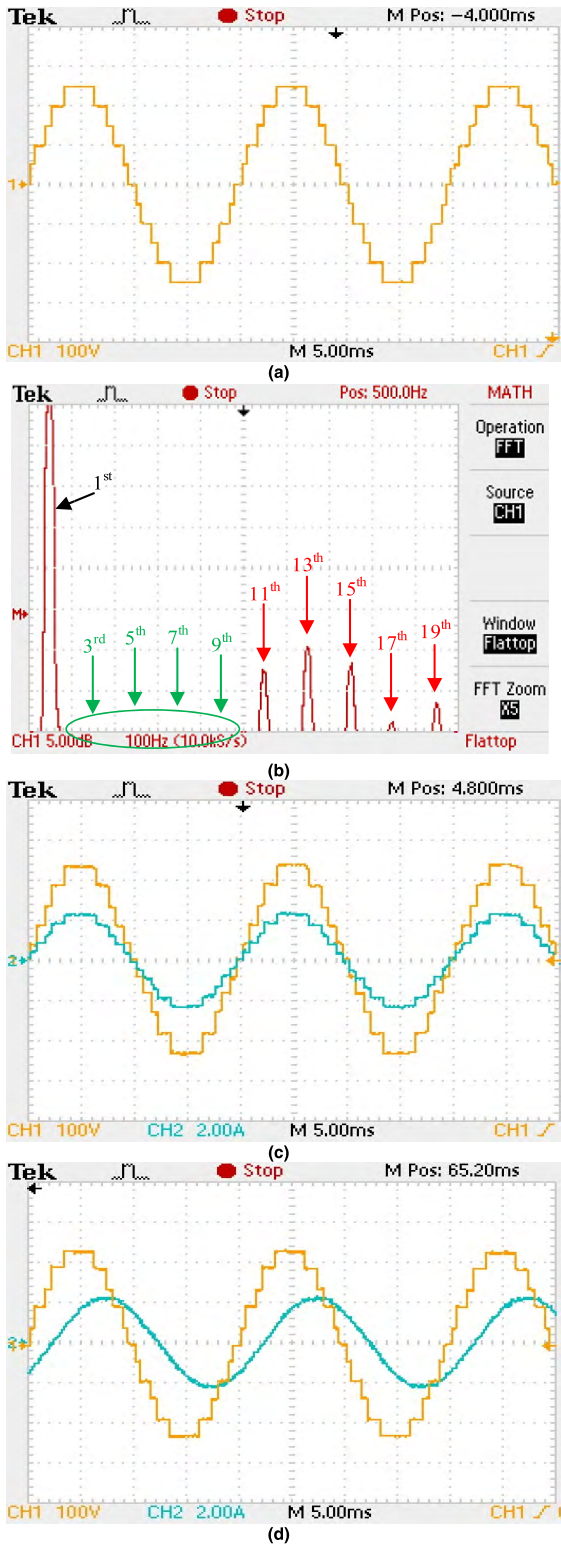 Tek Stop M Pos: −4.000ms
1
CH1 100V M 5.00ms CH1
(a)
Tek Stop Pos: 500.0Hz MATH
Operation
FFT
Source
CH1
1st
13th
11th
15th
19th
17th
3rd
5th
7th
9th
M
Window
Flattop
FFT Zoom
X5
CH1 5.00dB 100Hz (10.0kS/s) Flattop
(b)
Tek Stop M Pos: 4.800ms
2
CH1 100V CH2 2.00A M 5.00ms CH1
(c)
Tek Stop M Pos: 65.20ms
2
CH1 100V CH2 2.00A M 5.00ms CH1
(d)